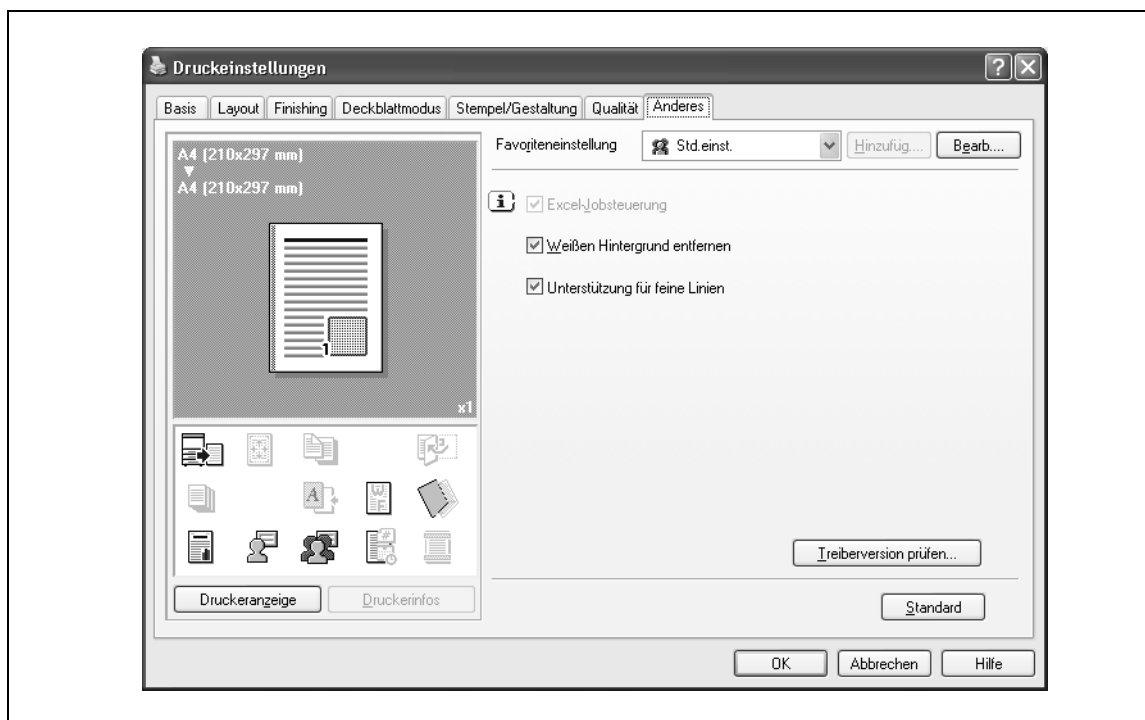 Druckeinstellungen
Basis Layout Finishing Deckblattmodus Stempel/Gestaltung Qualität Anderes
A4 (210x297 mm)
A4 (210x297 mm)
1
x1
Druckeranzeige Druckerinfos
Favoriteneinstellung Std.einst. Hinzufüg.... Bearb....
Excel-Jobsteuerung
Weißen Hintergrund entfernen
Unterstützung für feine Linien
Treiberversion prüfen...
Standard
OK Abbrechen Hilfe